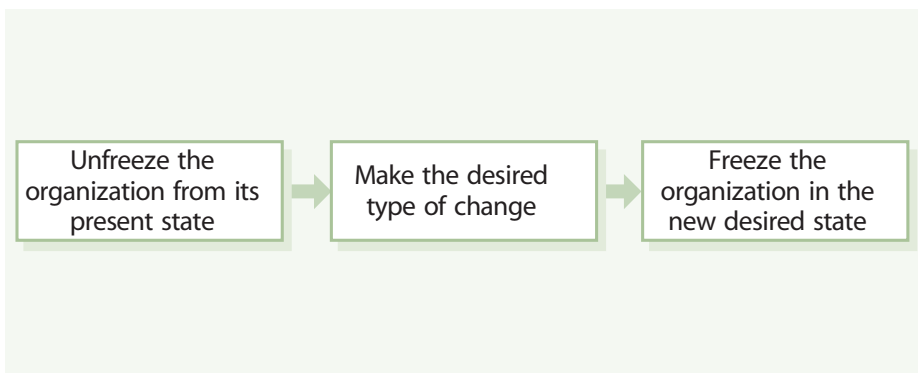 Unfreeze the
organization from its
present state
Make the desired
type of change
Freeze the
organization in the
new desired state